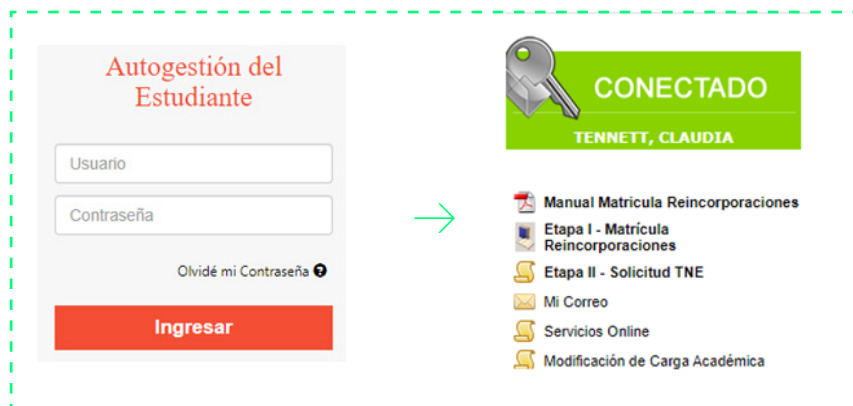 Autogestión del
Estudiante
Usuario
Contraseña
Olvidé mi Contraseña
Ingresar
CONECTADO
TENNETT, CLAUDIA
Manual Matricula Reincorporaciones
Etapa I - Matrícula
Reincorporaciones
Etapa II - Solicitud TNE
Mi Correo
Servicios Online
Modificación de Carga Académica